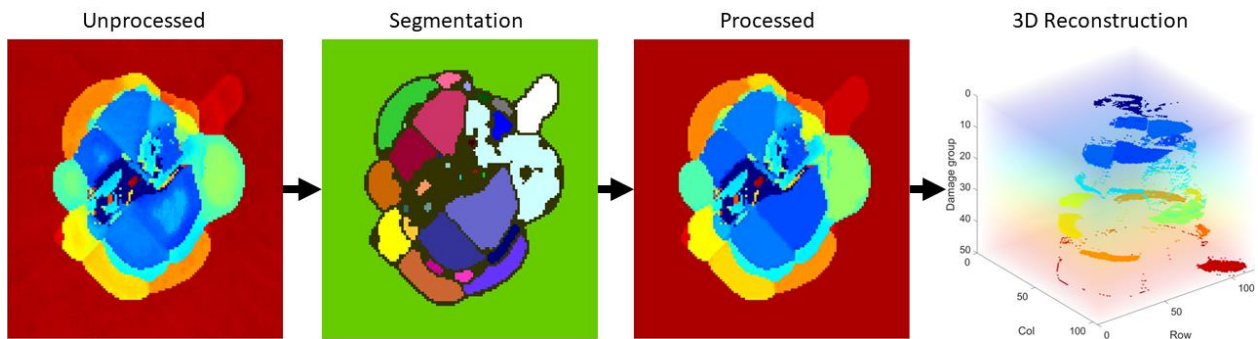 Unprocessed
Segmentation
Processed
3D Reconstruction
Damage group
0
10
20
30
40
50
0
50
100
Col
0
50
100
Row